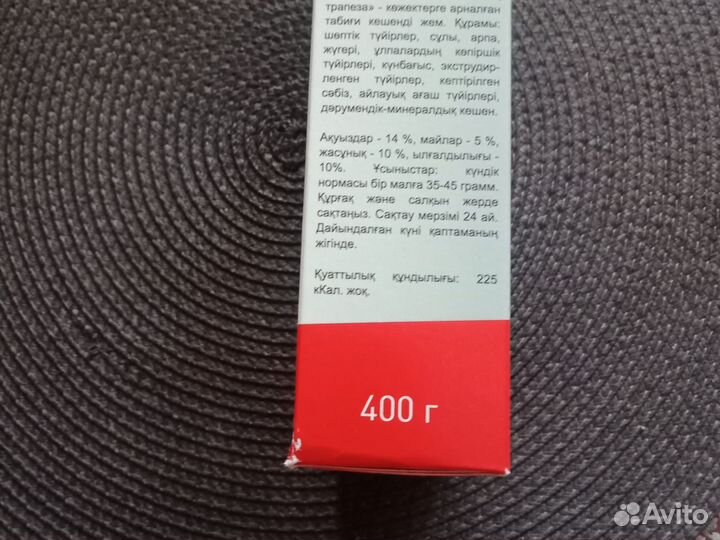 трапеза» - көжектерге арналған
табиғи кешенді жем. Құрамы:
шөптік түйірлер, сұлы, арпа,
жүгері, ұлпалардың көпіршік
түйірлері, күнбағыс, экструдир-
ленген түйірлер, кептірілген
сәбіз, айлауық ағаш түйірлері,
дәрумендік-минералдық кешен.
Ақуыздар - 14 %, майлар - 5 %,
жасұнық - 10 %, ылғалдылығы -
10%. Ұсыныстар: күндік
нормасы бір малға 35-45 грамм.
Құрғақ және салқын жерде
сақтаңыз. Сақтау мерзімі 24 ай.
Дайындалған күні қаптаманың
жігінде.
Қуаттылық құндылығы: 225
кКал. жоқ.
400 г
Avito